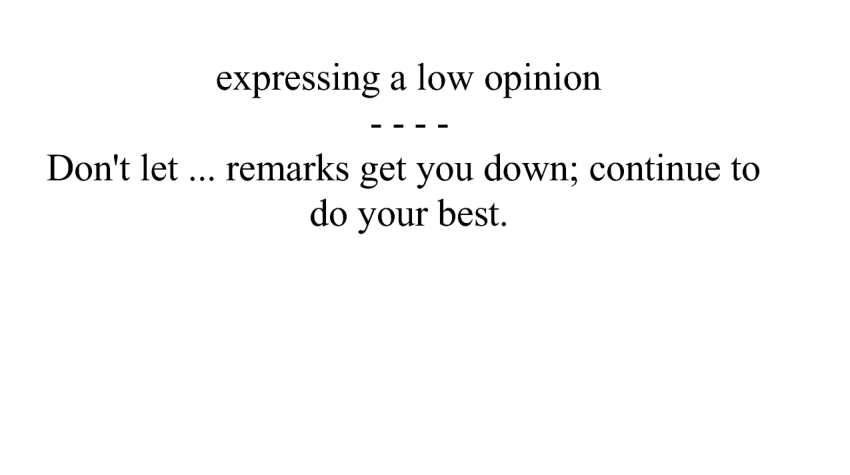 expressing a low opinion
- - - -
Don't let ... remarks get you down; continue to
do your best.